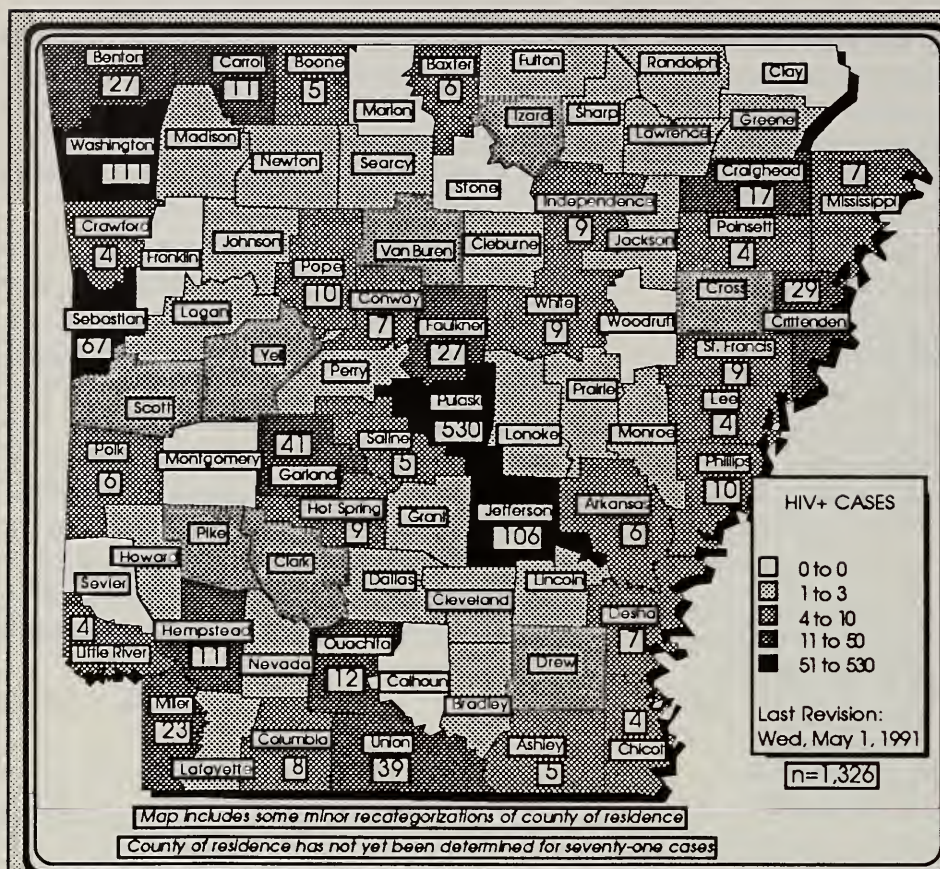 Benton Carroll Boone Baxter Fulton Randolph Clay
27 11 5 Marion 6 Izard Sharp Lawrence Greene
Washington Madison Newton Searcy Stone Independence Craighead 7
111 9 Jackson 17 Mississippi
Crawford Franklin Johnson Pope Van Buren Cleburne Poinsett
4 10 Conway White Woodruff 4
Sebastian Logan 7 Faulkner 9 Cross 29
67 Yell Perry 27 Crittenden
Scott Pulaski Prairie St. Francis
530 Lonoke Monroe 9
Polk Montgomery 41 Saline Lee
6 Garland 5 4
Hot Spring Grant Jefferson Arkansas Phillips
9 106 6 10
Howard Pike Clark Dallas Cleveland Lincoln
Sevier
4 Hempstead Ouachita Desha
Little River 11 Nevada 12 Calhoun Bradley Drew 7
Miller 4
23 Columbia Union Ashley Chicot
Lafayette 8 39 5
HIV+ CASES
0 to 0
1 to 3
4 to 10
11 to 50
51 to 530
Last Revision:
Wed, May 1, 1991
n=1,326
Map includes some minor recategorizations of county of residence
County of residence has not yet been determined for seventy-one cases